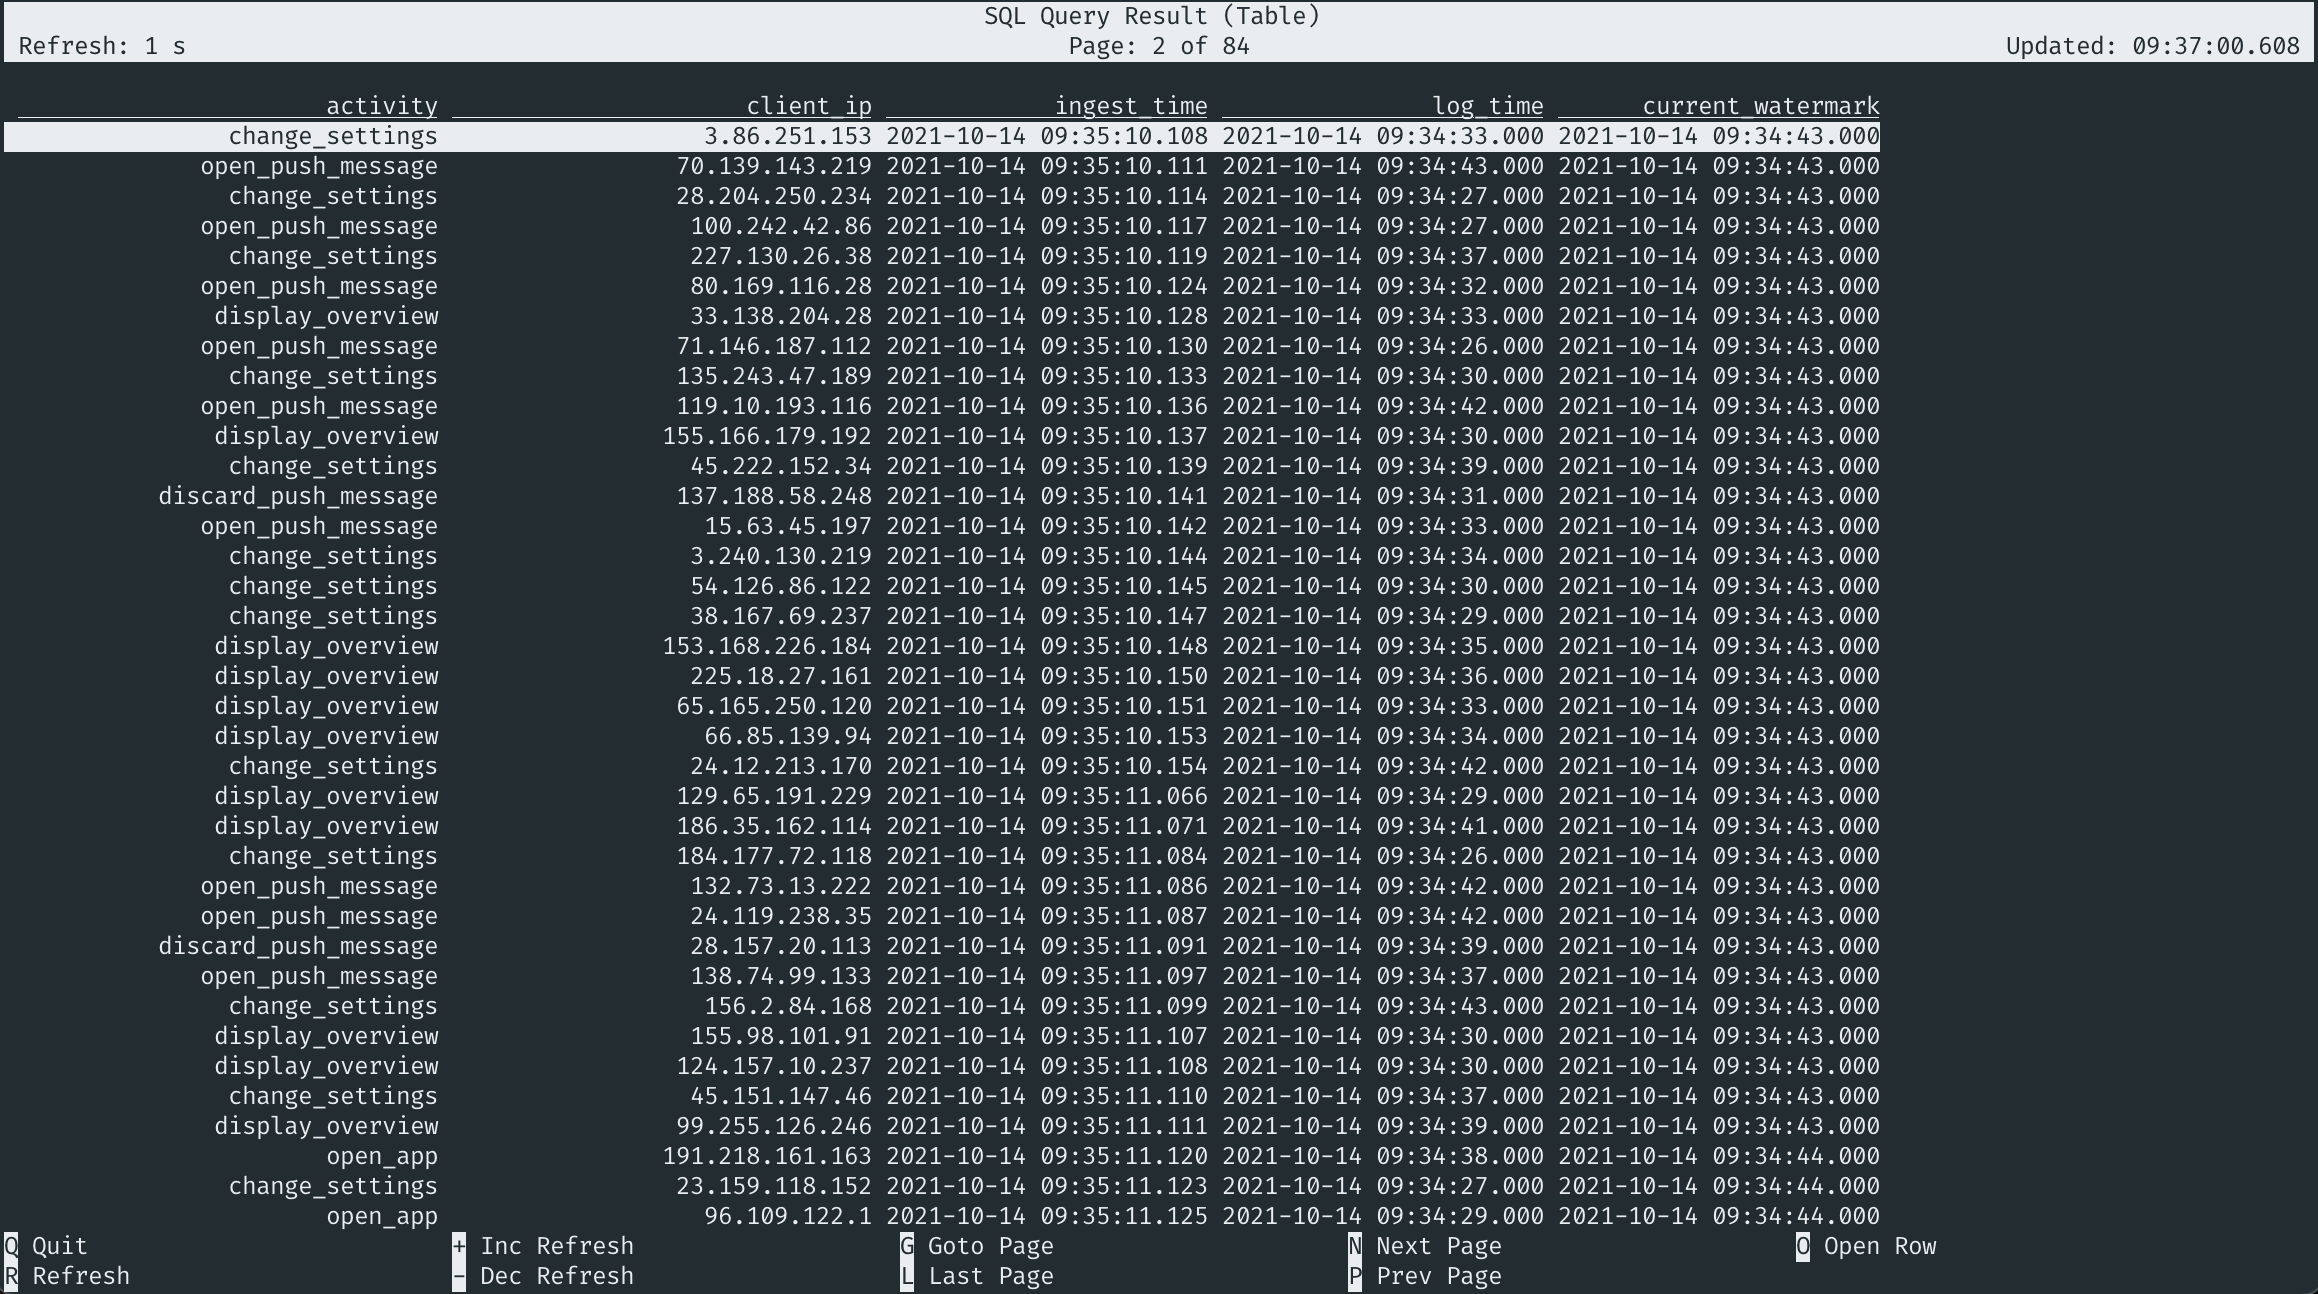 SQL Query Result (Table)
Refresh: 1 s Page: 2 of 84 Updated: 09:37:00.608
activity client_ip ingest_time log_time current_watermark
change_settings 3.86.251.153 2021-10-14 09:35:10.108 2021-10-14 09:34:33.000 2021-10-14 09:34:43.000
open_push_message 70.139.143.219 2021-10-14 09:35:10.111 2021-10-14 09:34:43.000 2021-10-14 09:34:43.000
change_settings 28.204.250.234 2021-10-14 09:35:10.114 2021-10-14 09:34:27.000 2021-10-14 09:34:43.000
open_push_message 100.242.42.86 2021-10-14 09:35:10.117 2021-10-14 09:34:27.000 2021-10-14 09:34:43.000
change_settings 227.130.26.38 2021-10-14 09:35:10.119 2021-10-14 09:34:37.000 2021-10-14 09:34:43.000
open_push_message 80.169.116.28 2021-10-14 09:35:10.124 2021-10-14 09:34:32.000 2021-10-14 09:34:43.000
display_overview 33.138.204.28 2021-10-14 09:35:10.128 2021-10-14 09:34:33.000 2021-10-14 09:34:43.000
open_push_message 71.146.187.112 2021-10-14 09:35:10.130 2021-10-14 09:34:26.000 2021-10-14 09:34:43.000
change_settings 135.243.47.189 2021-10-14 09:35:10.133 2021-10-14 09:34:30.000 2021-10-14 09:34:43.000
open_push_message 119.10.193.116 2021-10-14 09:35:10.136 2021-10-14 09:34:42.000 2021-10-14 09:34:43.000
display_overview 155.166.179.192 2021-10-14 09:35:10.137 2021-10-14 09:34:30.000 2021-10-14 09:34:43.000
change_settings 45.222.152.34 2021-10-14 09:35:10.139 2021-10-14 09:34:39.000 2021-10-14 09:34:43.000
discard_push_message 137.188.58.248 2021-10-14 09:35:10.141 2021-10-14 09:34:31.000 2021-10-14 09:34:43.000
open_push_message 15.63.45.197 2021-10-14 09:35:10.142 2021-10-14 09:34:33.000 2021-10-14 09:34:43.000
change_settings 3.240.130.219 2021-10-14 09:35:10.144 2021-10-14 09:34:34.000 2021-10-14 09:34:43.000
change_settings 54.126.86.122 2021-10-14 09:35:10.145 2021-10-14 09:34:30.000 2021-10-14 09:34:43.000
change_settings 38.167.69.237 2021-10-14 09:35:10.147 2021-10-14 09:34:29.000 2021-10-14 09:34:43.000
display_overview 153.168.226.184 2021-10-14 09:35:10.148 2021-10-14 09:34:35.000 2021-10-14 09:34:43.000
display_overview 225.18.27.161 2021-10-14 09:35:10.150 2021-10-14 09:34:36.000 2021-10-14 09:34:43.000
display_overview 65.165.250.120 2021-10-14 09:35:10.151 2021-10-14 09:34:33.000 2021-10-14 09:34:43.000
display_overview 66.85.139.94 2021-10-14 09:35:10.153 2021-10-14 09:34:34.000 2021-10-14 09:34:43.000
change_settings 24.12.213.170 2021-10-14 09:35:10.154 2021-10-14 09:34:42.000 2021-10-14 09:34:43.000
display_overview 129.65.191.229 2021-10-14 09:35:11.066 2021-10-14 09:34:29.000 2021-10-14 09:34:43.000
display_overview 186.35.162.114 2021-10-14 09:35:11.071 2021-10-14 09:34:41.000 2021-10-14 09:34:43.000
change_settings 184.177.72.118 2021-10-14 09:35:11.084 2021-10-14 09:34:26.000 2021-10-14 09:34:43.000
open_push_message 132.73.13.222 2021-10-14 09:35:11.086 2021-10-14 09:34:42.000 2021-10-14 09:34:43.000
open_push_message 24.119.238.35 2021-10-14 09:35:11.087 2021-10-14 09:34:42.000 2021-10-14 09:34:43.000
discard_push_message 28.157.20.113 2021-10-14 09:35:11.091 2021-10-14 09:34:39.000 2021-10-14 09:34:43.000
open_push_message 138.74.99.133 2021-10-14 09:35:11.097 2021-10-14 09:34:37.000 2021-10-14 09:34:43.000
change_settings 156.2.84.168 2021-10-14 09:35:11.099 2021-10-14 09:34:43.000 2021-10-14 09:34:43.000
display_overview 155.98.101.91 2021-10-14 09:35:11.107 2021-10-14 09:34:30.000 2021-10-14 09:34:43.000
display_overview 124.157.10.237 2021-10-14 09:35:11.108 2021-10-14 09:34:30.000 2021-10-14 09:34:43.000
change_settings 45.151.147.46 2021-10-14 09:35:11.110 2021-10-14 09:34:37.000 2021-10-14 09:34:43.000
display_overview 99.255.126.246 2021-10-14 09:35:11.111 2021-10-14 09:34:39.000 2021-10-14 09:34:43.000
open_app 191.218.161.163 2021-10-14 09:35:11.120 2021-10-14 09:34:38.000 2021-10-14 09:34:44.000
change_settings 23.159.118.152 2021-10-14 09:35:11.123 2021-10-14 09:34:27.000 2021-10-14 09:34:44.000
open_app 96.109.122.1 2021-10-14 09:35:11.125 2021-10-14 09:34:29.000 2021-10-14 09:34:44.000
Q Quit + Inc Refresh G Goto Page N Next Page O Open Row
R Refresh - Dec Refresh L Last Page P Prev Page